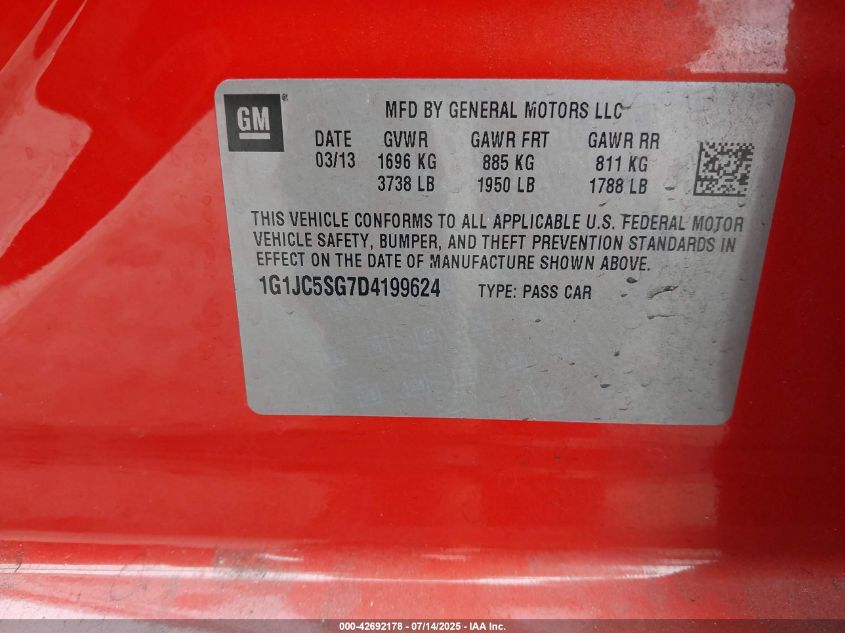 GM ®
MFD BY GENERAL MOTORS LLC
DATE GVWR GAWR FRT GAWR RR
03/13 1696 KG 885 KG 811 KG
3738 LB 1950 LB 1788 LB
THIS VEHICLE CONFORMS TO ALL APPLICABLE U.S. FEDERAL MOTOR
VEHICLE SAFETY, BUMPER, AND THEFT PREVENTION STANDARDS IN
EFFECT ON THE DATE OF MANUFACTURE SHOWN ABOVE.
1G1JC5SG7D4199624 TYPE: PASS CAR
000-42692178 - 07/14/2025 - IAA Inc.